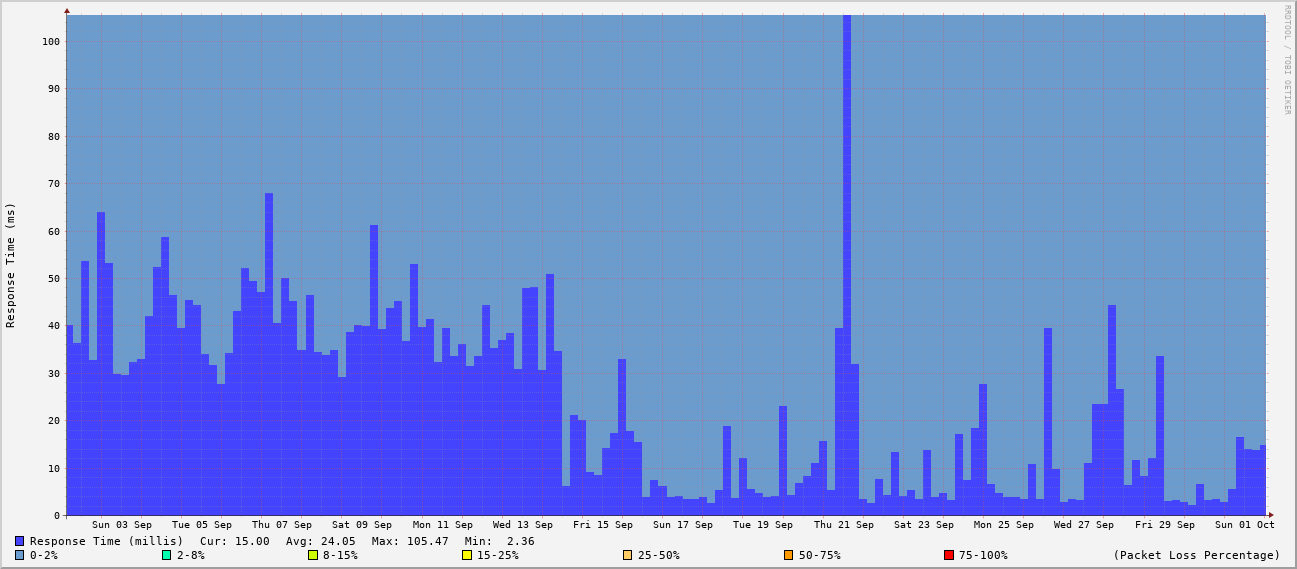 RRDTOOL / TOBI OETIKER
Response Time (ms)
100
90
80
70
60
50
40
30
20
10
0
Sun 03 Sep Tue 05 Sep Thu 07 Sep Sat 09 Sep Mon 11 Sep Wed 13 Sep Fri 15 Sep Sun 17 Sep Tue 19 Sep Thu 21 Sep Sat 23 Sep Mon 25 Sep Wed 27 Sep Fri 29 Sep Sun 01 Oct
Response Time (millis) Cur: 15.00 Avg: 24.05 Max: 105.47 Min: 2.36
0-2% 2-8% 8-15% 15-25% 25-50% 50-75% 75-100% (Packet Loss Percentage)